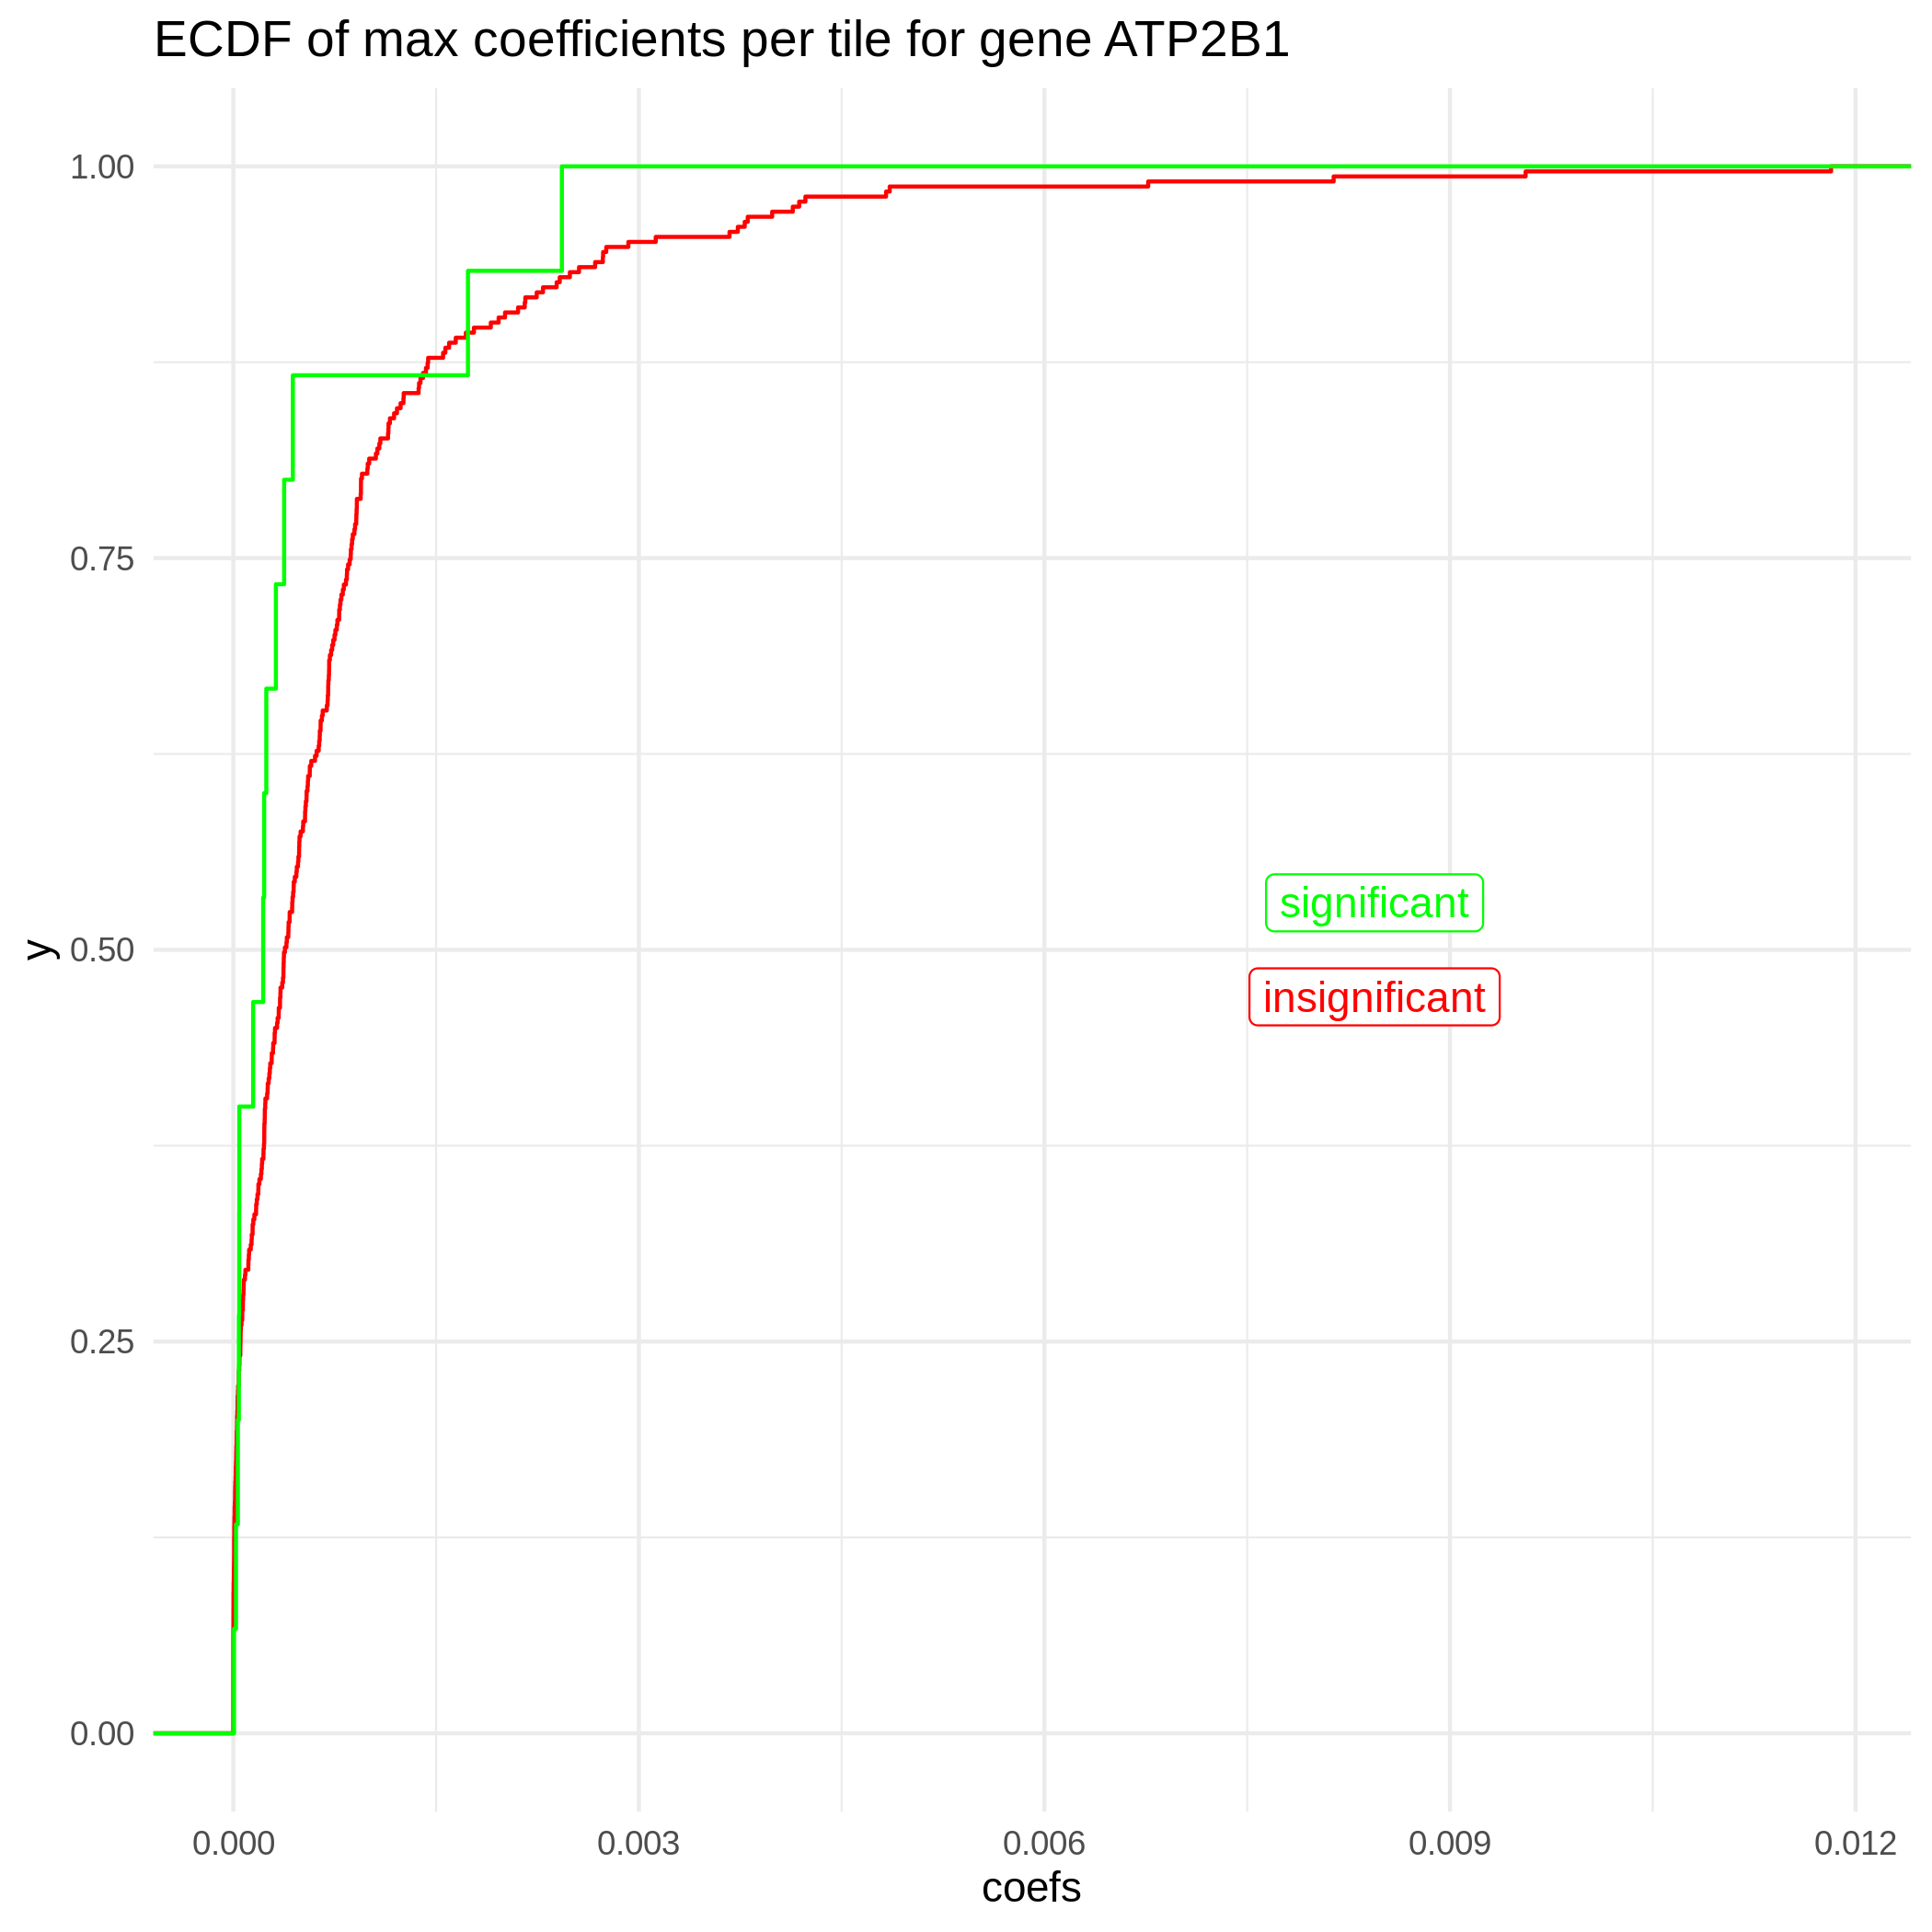 ECDF of max coefficients per tile for gene ATP2B1
1.00
0.75
0.50
0.25
0.00
y
significant
insignificant
0.000
0.003
0.006
0.009
0.012
coefs